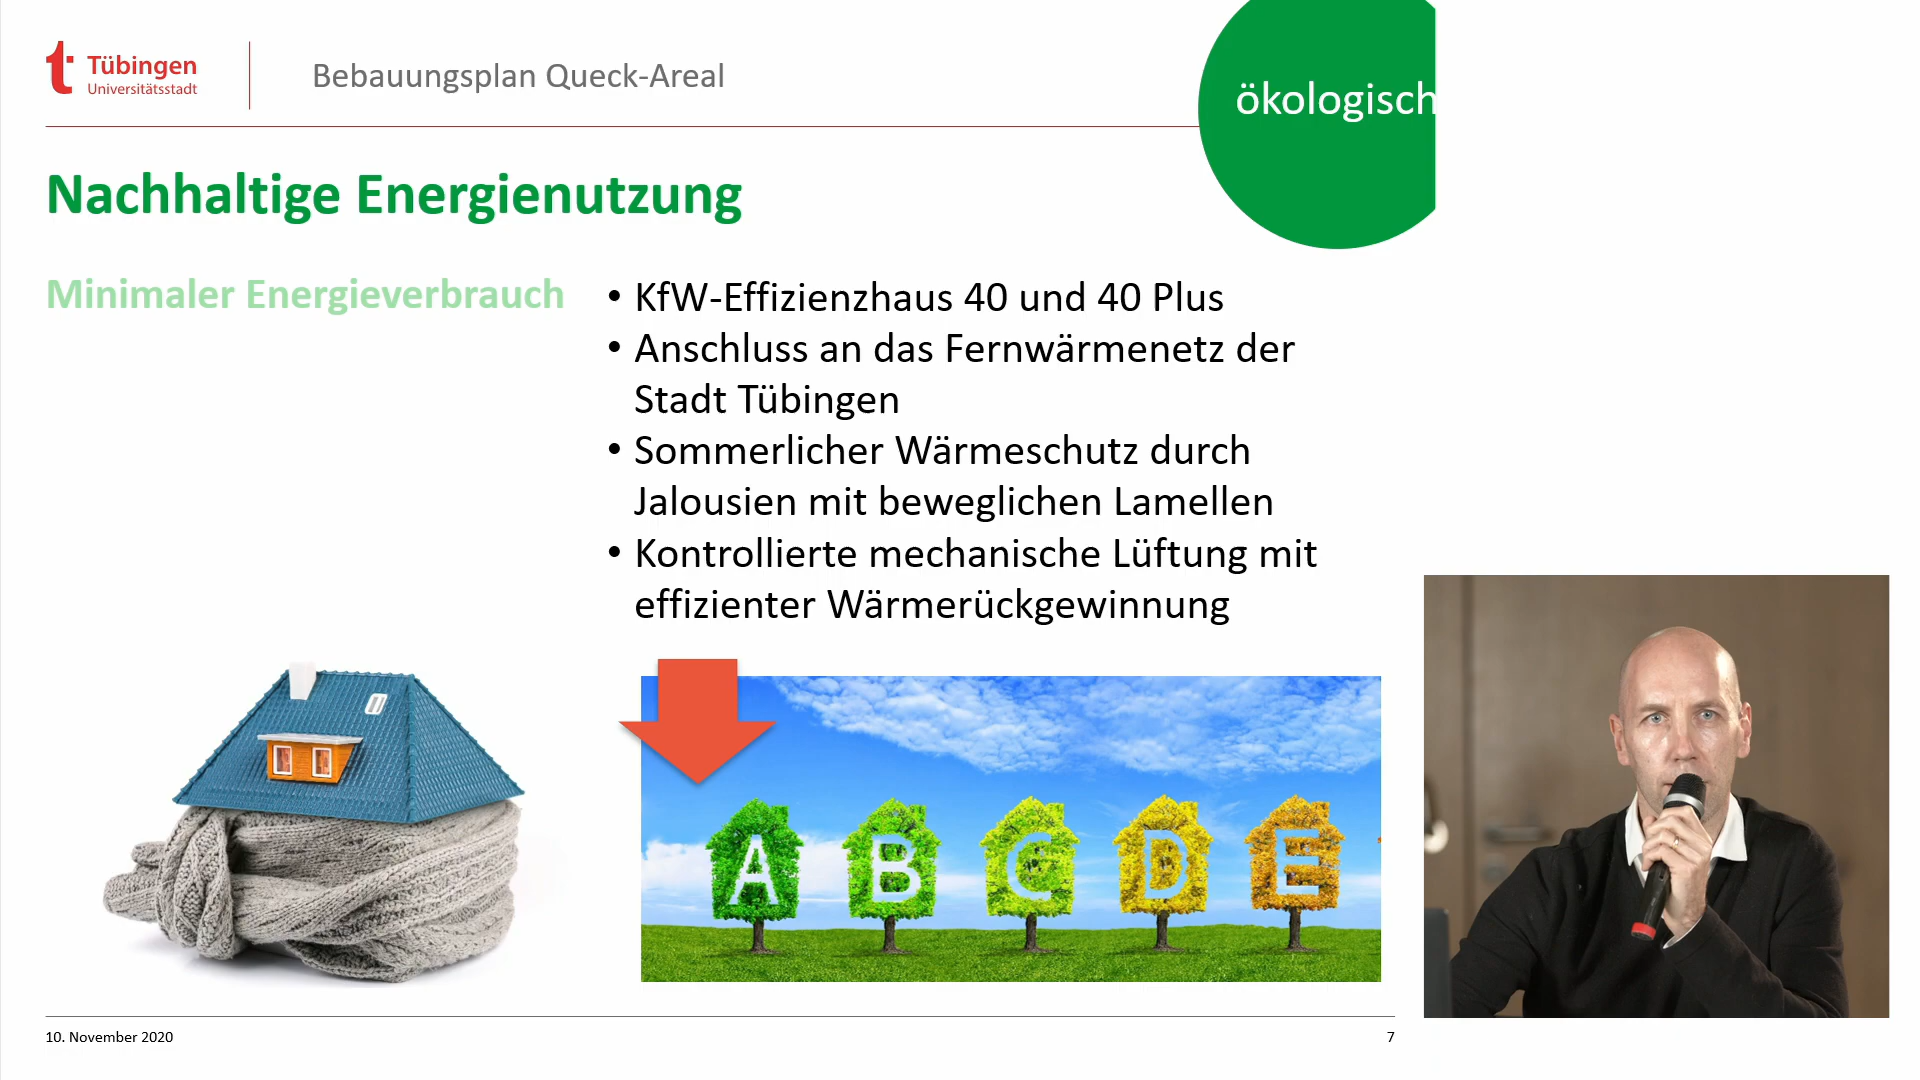 Tübingen
Universitätsstadt
Bebauungsplan Queck-Areal
ökologisch
Nachhaltige Energienutzung
Minimaler Energieverbrauch
• KfW-Effizienzhaus 40 und 40 Plus
• Anschluss an das Fernwärmenetz der
Stadt Tübingen
• Sommerlicher Wärmeschutz durch
Jalousien mit beweglichen Lamellen
• Kontrollierte mechanische Lüftung mit
effizienter Wärmerückgewinnung
A B C D E
10. November 2020
7